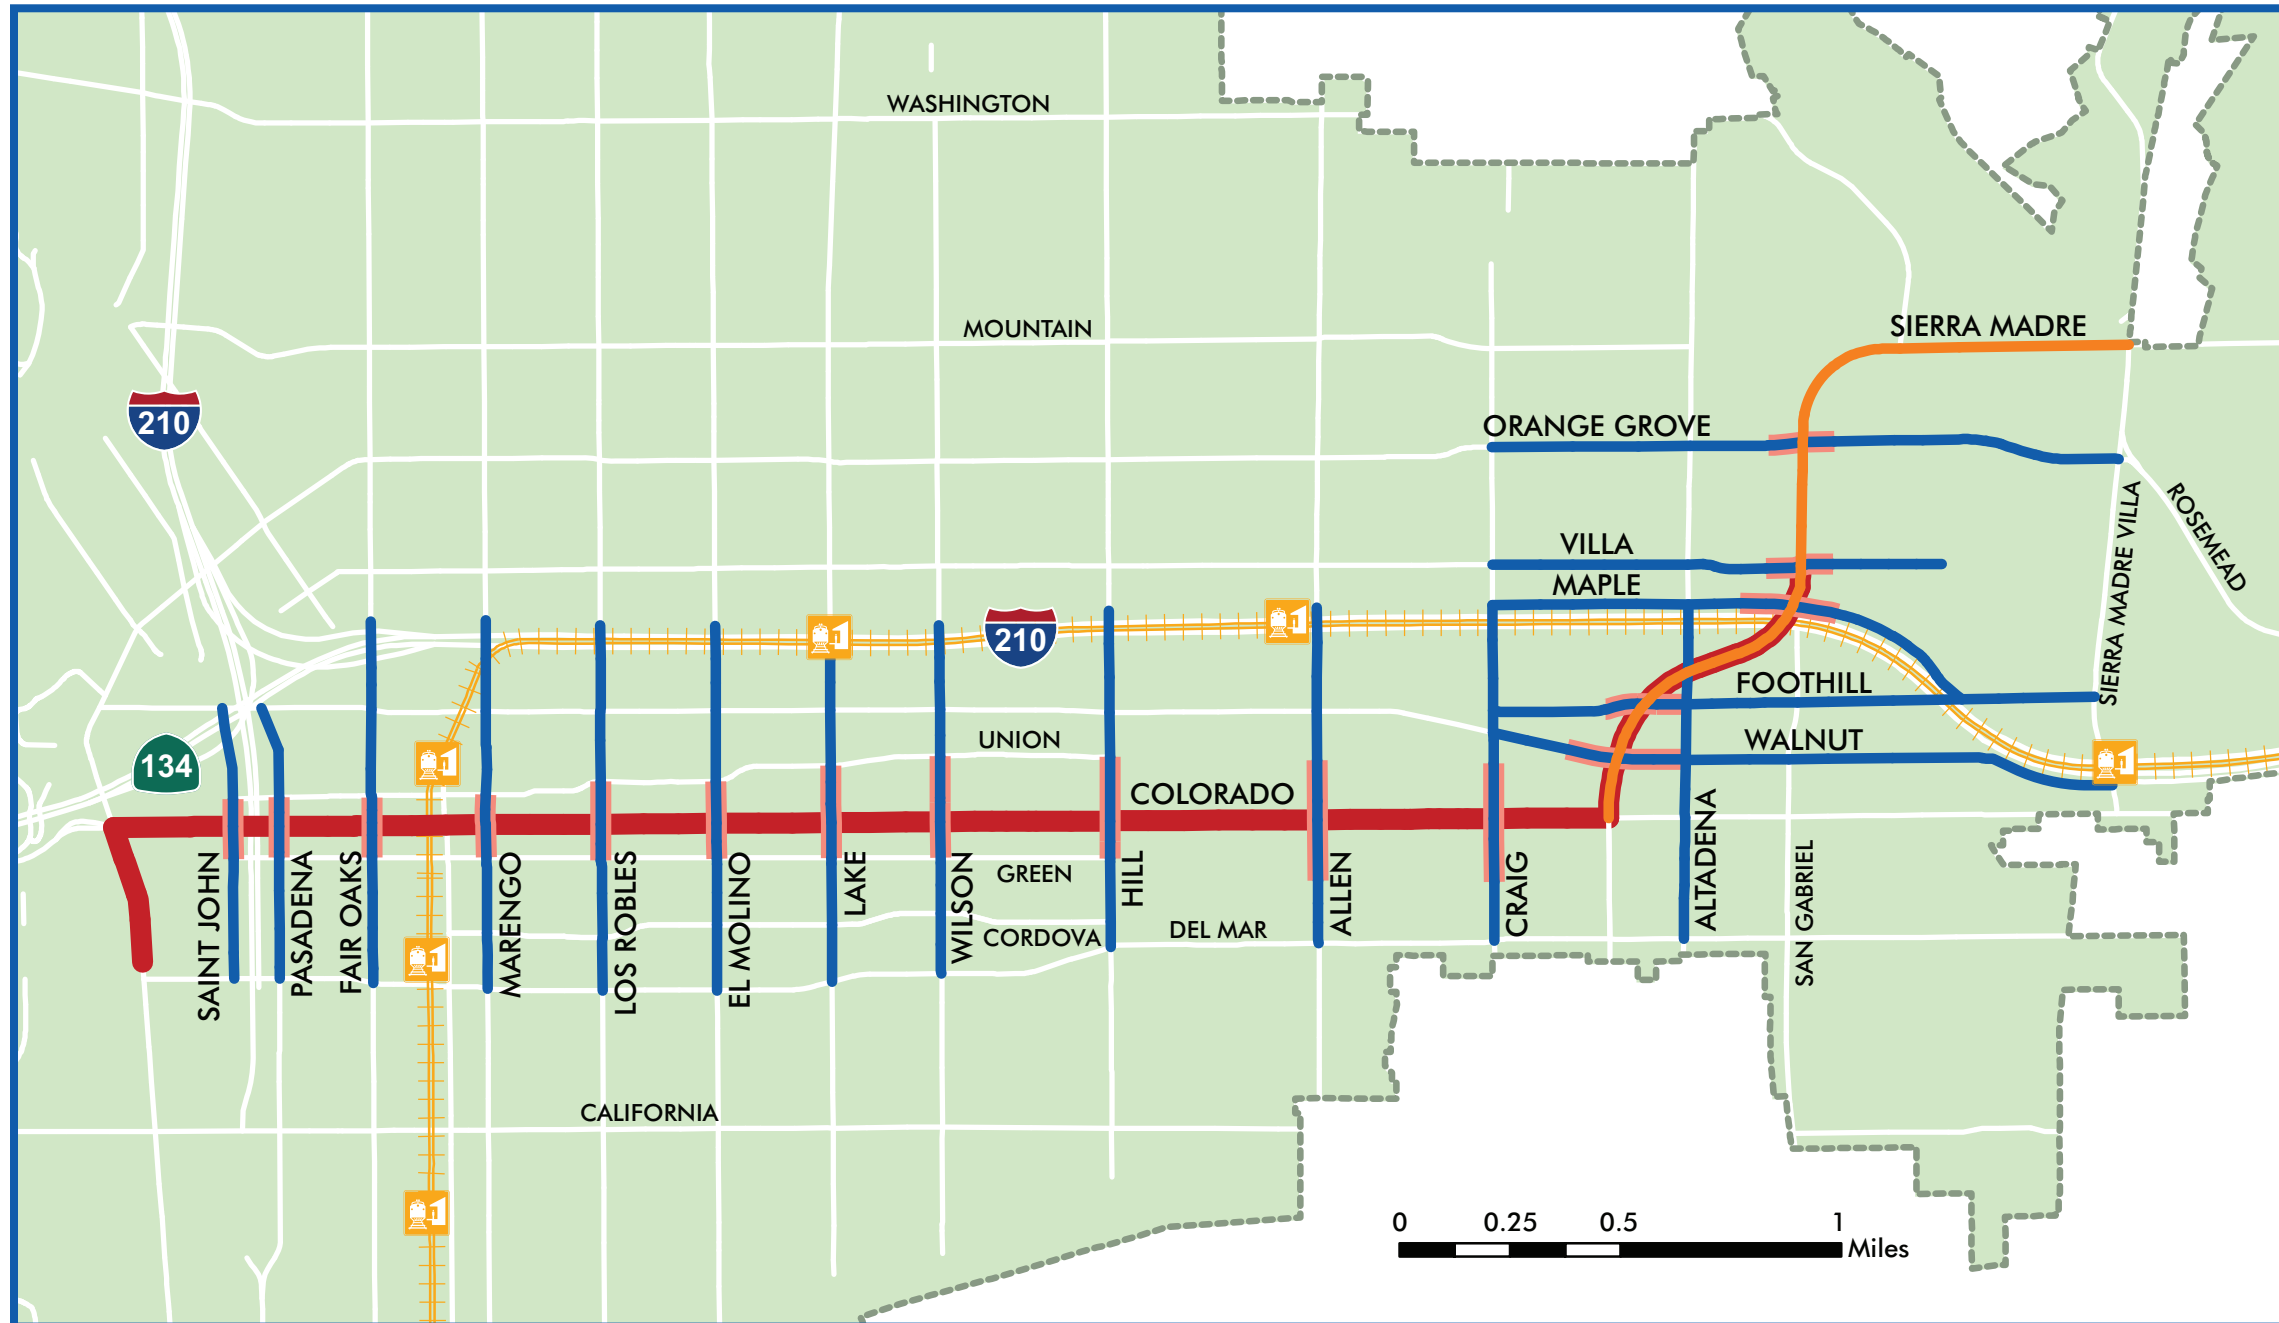 WASHINGTON
MOUNTAIN
SIERRA MADRE
210
ORANGE GROVE
SIERRA MADRE VILLA
ROSEMEAD
VILLA
MAPLE
210
FOOTHILL
UNION
WALNUT
134
COLORADO
SAINT JOHN
PASADENA
FAIR OAKS
MARENGO
LOS ROBLES
EL MOLINO
LAKE
WILSON
GREEN
HILL
ALLEN
CRAIG
ALTADENA
SAN GABRIEL
CORDOVA
DEL MAR
CALIFORNIA
0 0.25 0.5 1
Miles